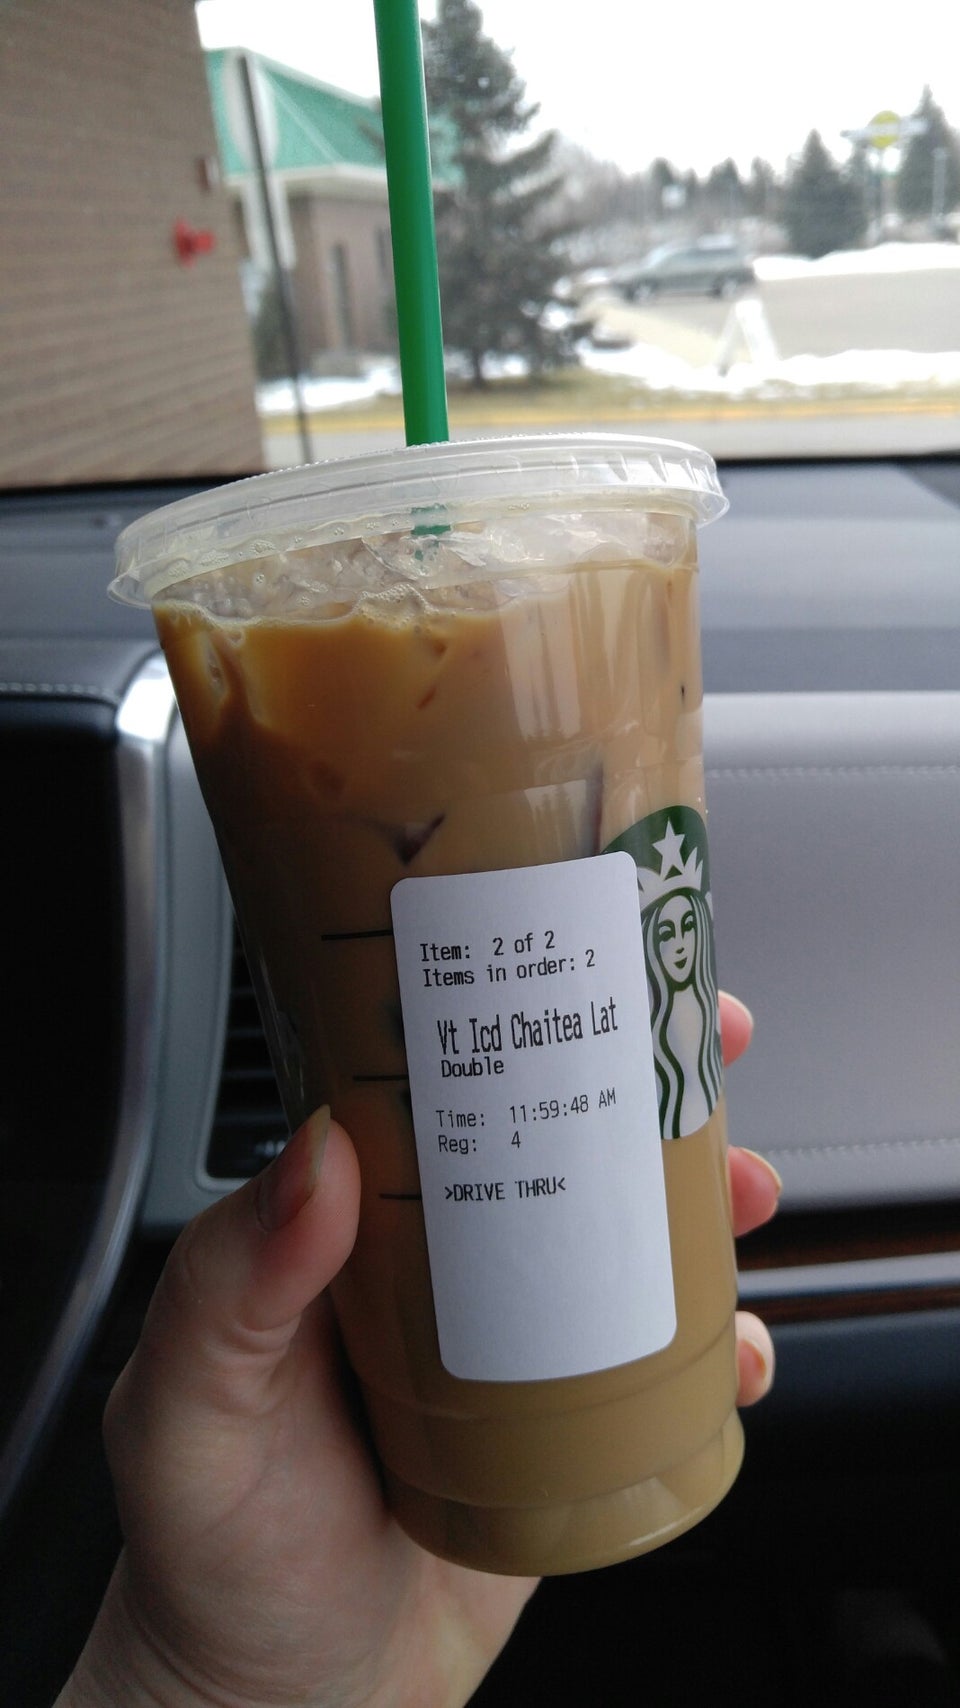 Item: 2 of 2
Items in order: 2
Vt Icd Chaitea Lat
Double
Time: 11:59:48 AM
Reg: 4
>DRIVE THRU<